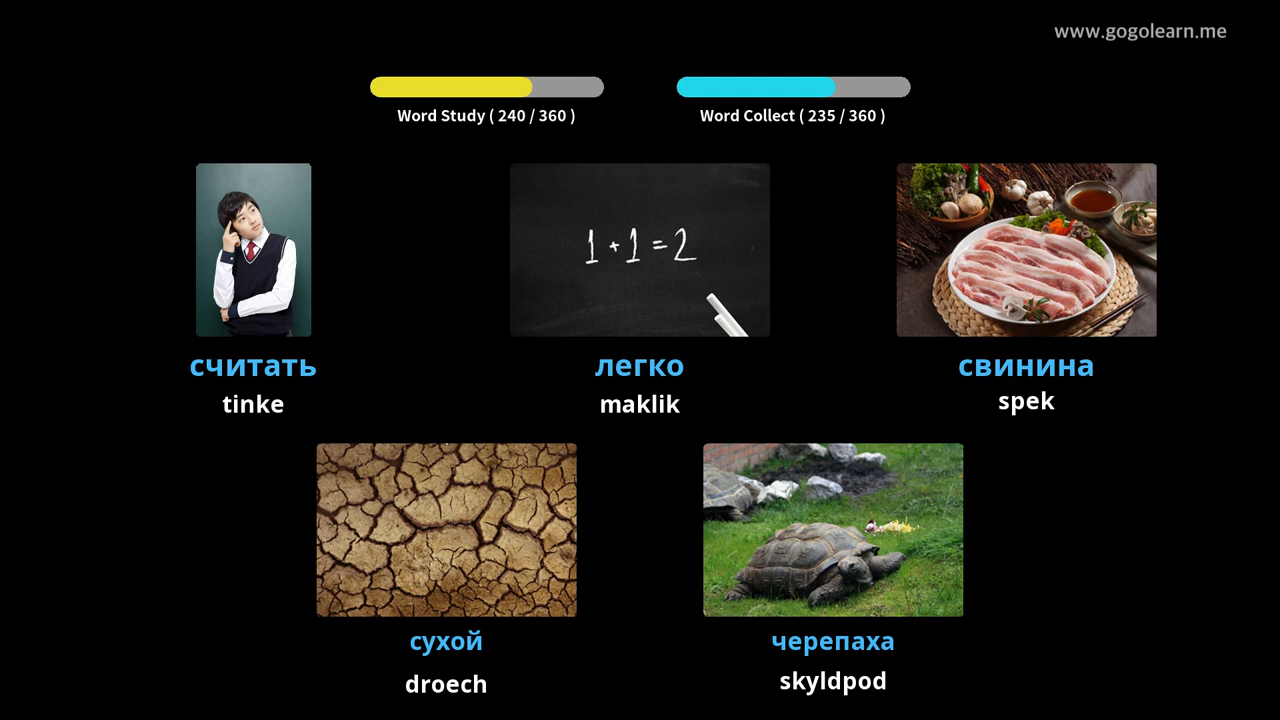 www.gogolearn.me
Word Study ( 240 / 360 )
Word Collect ( 235 / 360 )
1 + 1 = 2
считать
tinke
легко
maklik
свинина
spek
сухой
droech
черепаха
skyldpod